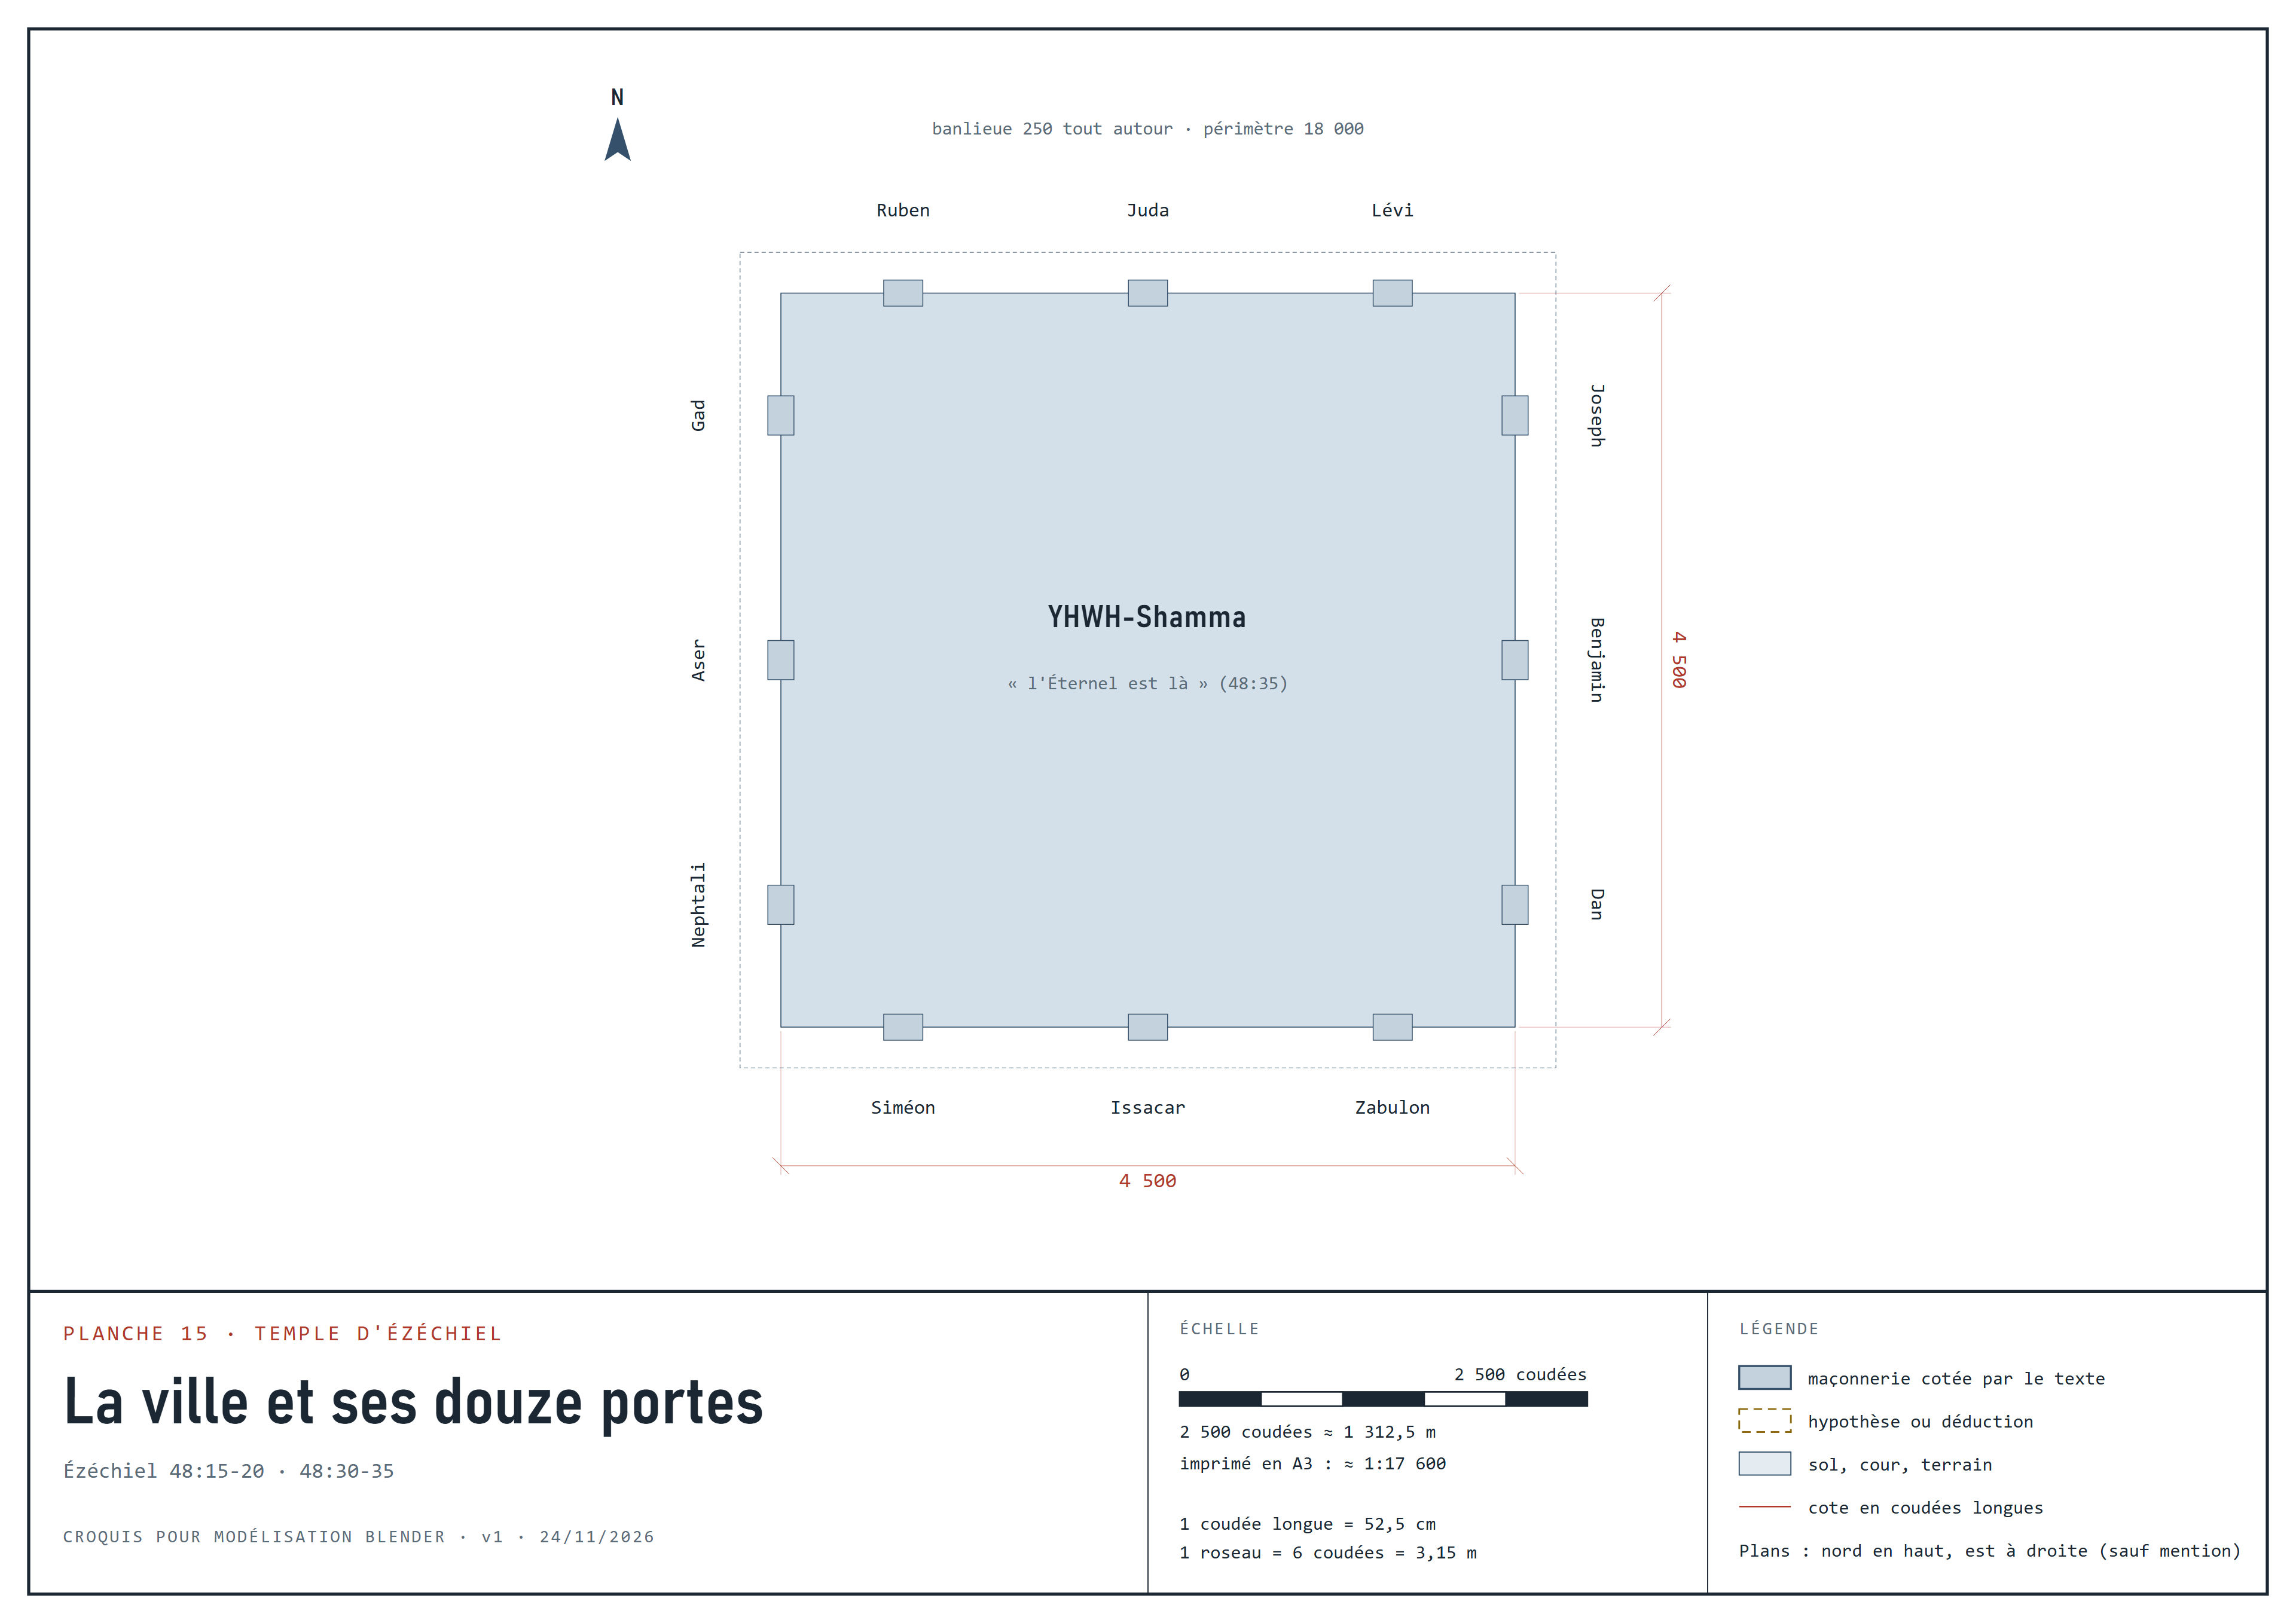 N
banlieue 250 tout autour · périmètre 18 000
Ruben Juda Lévi
Gad
Joseph
YHWH-Shamma
« l'Éternel est là » (48:35)
Aser
Benjamin
4 500
Nephtali
Dan
Siméon Issacar Zabulon
4 500
PLANCHE 15 · TEMPLE D'ÉZÉCHIEL
La ville et ses douze portes
Ézéchiel 48:15-20 · 48:30-35
CROQUIS POUR MODÉLISATION BLENDER · v1 · 24/11/2026
ÉCHELLE
0 2 500 coudées
2 500 coudées ≈ 1 312,5 m
imprimé en A3 : ≈ 1:17 600
1 coudée longue = 52,5 cm
1 roseau = 6 coudées = 3,15 m
LÉGENDE
maçonnerie cotée par le texte
hypothèse ou déduction
sol, cour, terrain
cote en coudées longues
Plans : nord en haut, est à droite (sauf mention)